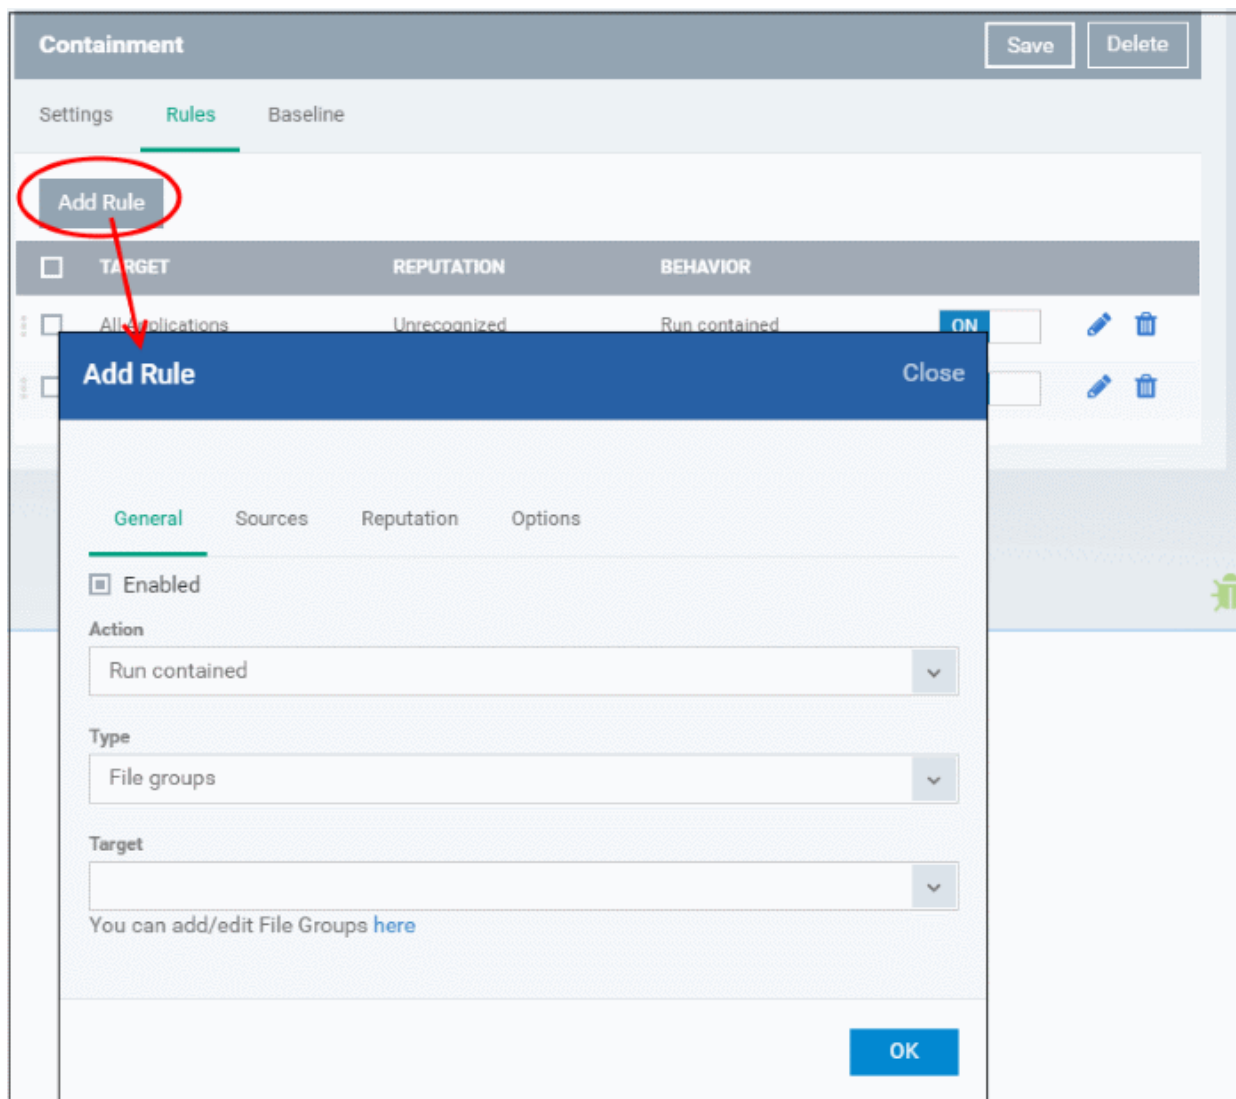 Containment
Save
Delete
Settings
Rules
Baseline
Add Rule
TARGET
REPUTATION
BEHAVIOR
All Applications
Unrecognized
Run contained
ON
Add Rule
Close
General
Sources
Reputation
Options
Enabled
Action
Run contained
Type
File groups
Target
You can add/edit File Groups here
OK